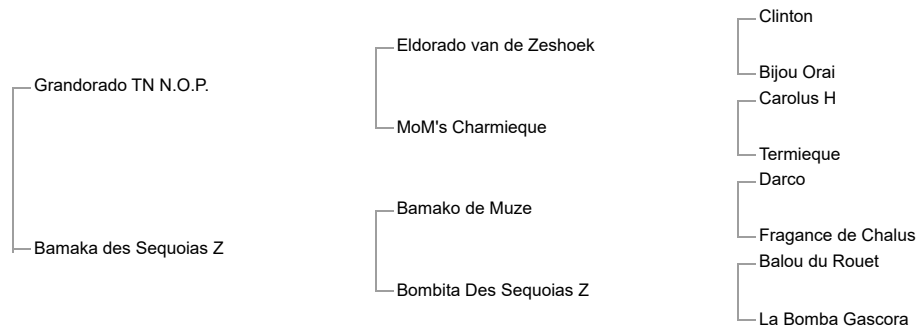 Clinton
Eldorado van de Zeshoek
Bijou Orai
Grandorado TN N.O.P.
Carolus H
MoM's Charmieque
Termieque
Darco
Bamako de Muze
Fragance de Chalus
Bamaka des Sequoias Z
Balou du Rouet
Bombita Des Sequoias Z
La Bomba Gascora